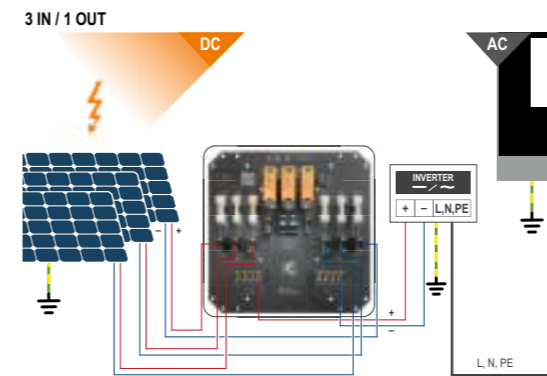 3 IN / 1 OUT
DC
AC
INVERTER
+ − L,N,PE
− +
+
−
L, N, PE